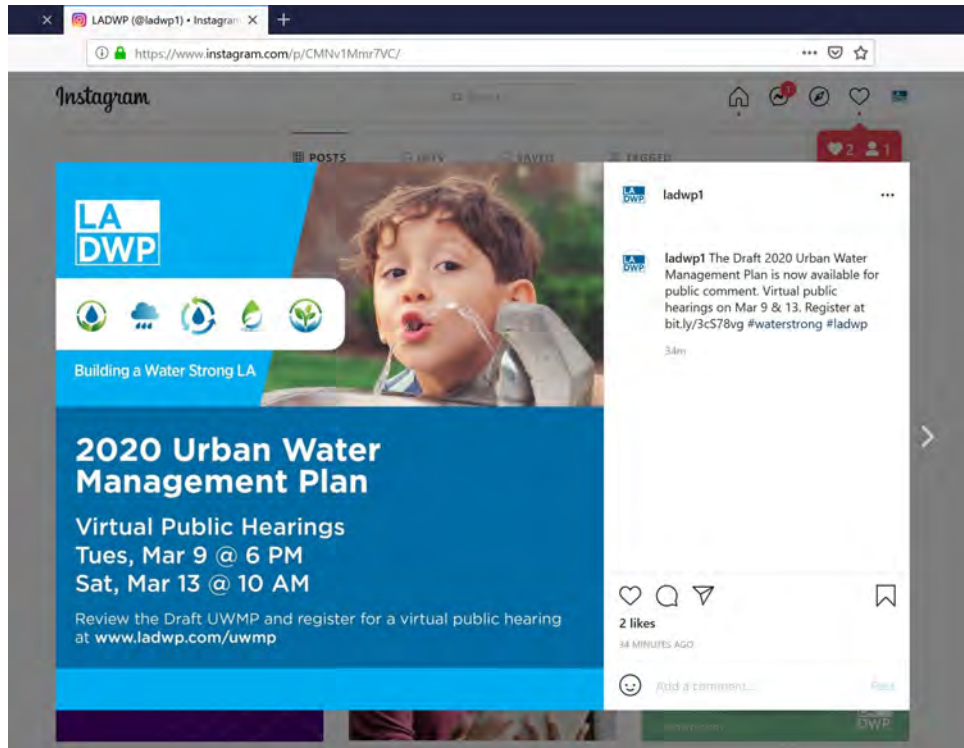 LADWP (@ladwp1) • Instagram
https://www.instagram.com/p/CMNv1Mmr7VC/
Instagram
1
POSTS
IGTV
SAVED
TAGGED
2 1
LA
DWP
Building a Water Strong LA
2020 Urban Water
Management Plan
Virtual Public Hearings
Tues, Mar 9 @ 6 PM
Sat, Mar 13 @ 10 AM
Review the Draft UWMP and register for a virtual public hearing
at www.ladwp.com/uwmp
LA
DWP
ladwp1
LA
DWP
ladwp1 The Draft 2020 Urban Water
Management Plan is now available for
public comment. Virtual public
hearings on Mar 9 & 13. Register at
bit.ly/3cS78vg #waterstrong #ladwp
34m
2 likes
34 MINUTES AGO
Add a comment...
Post
DWP